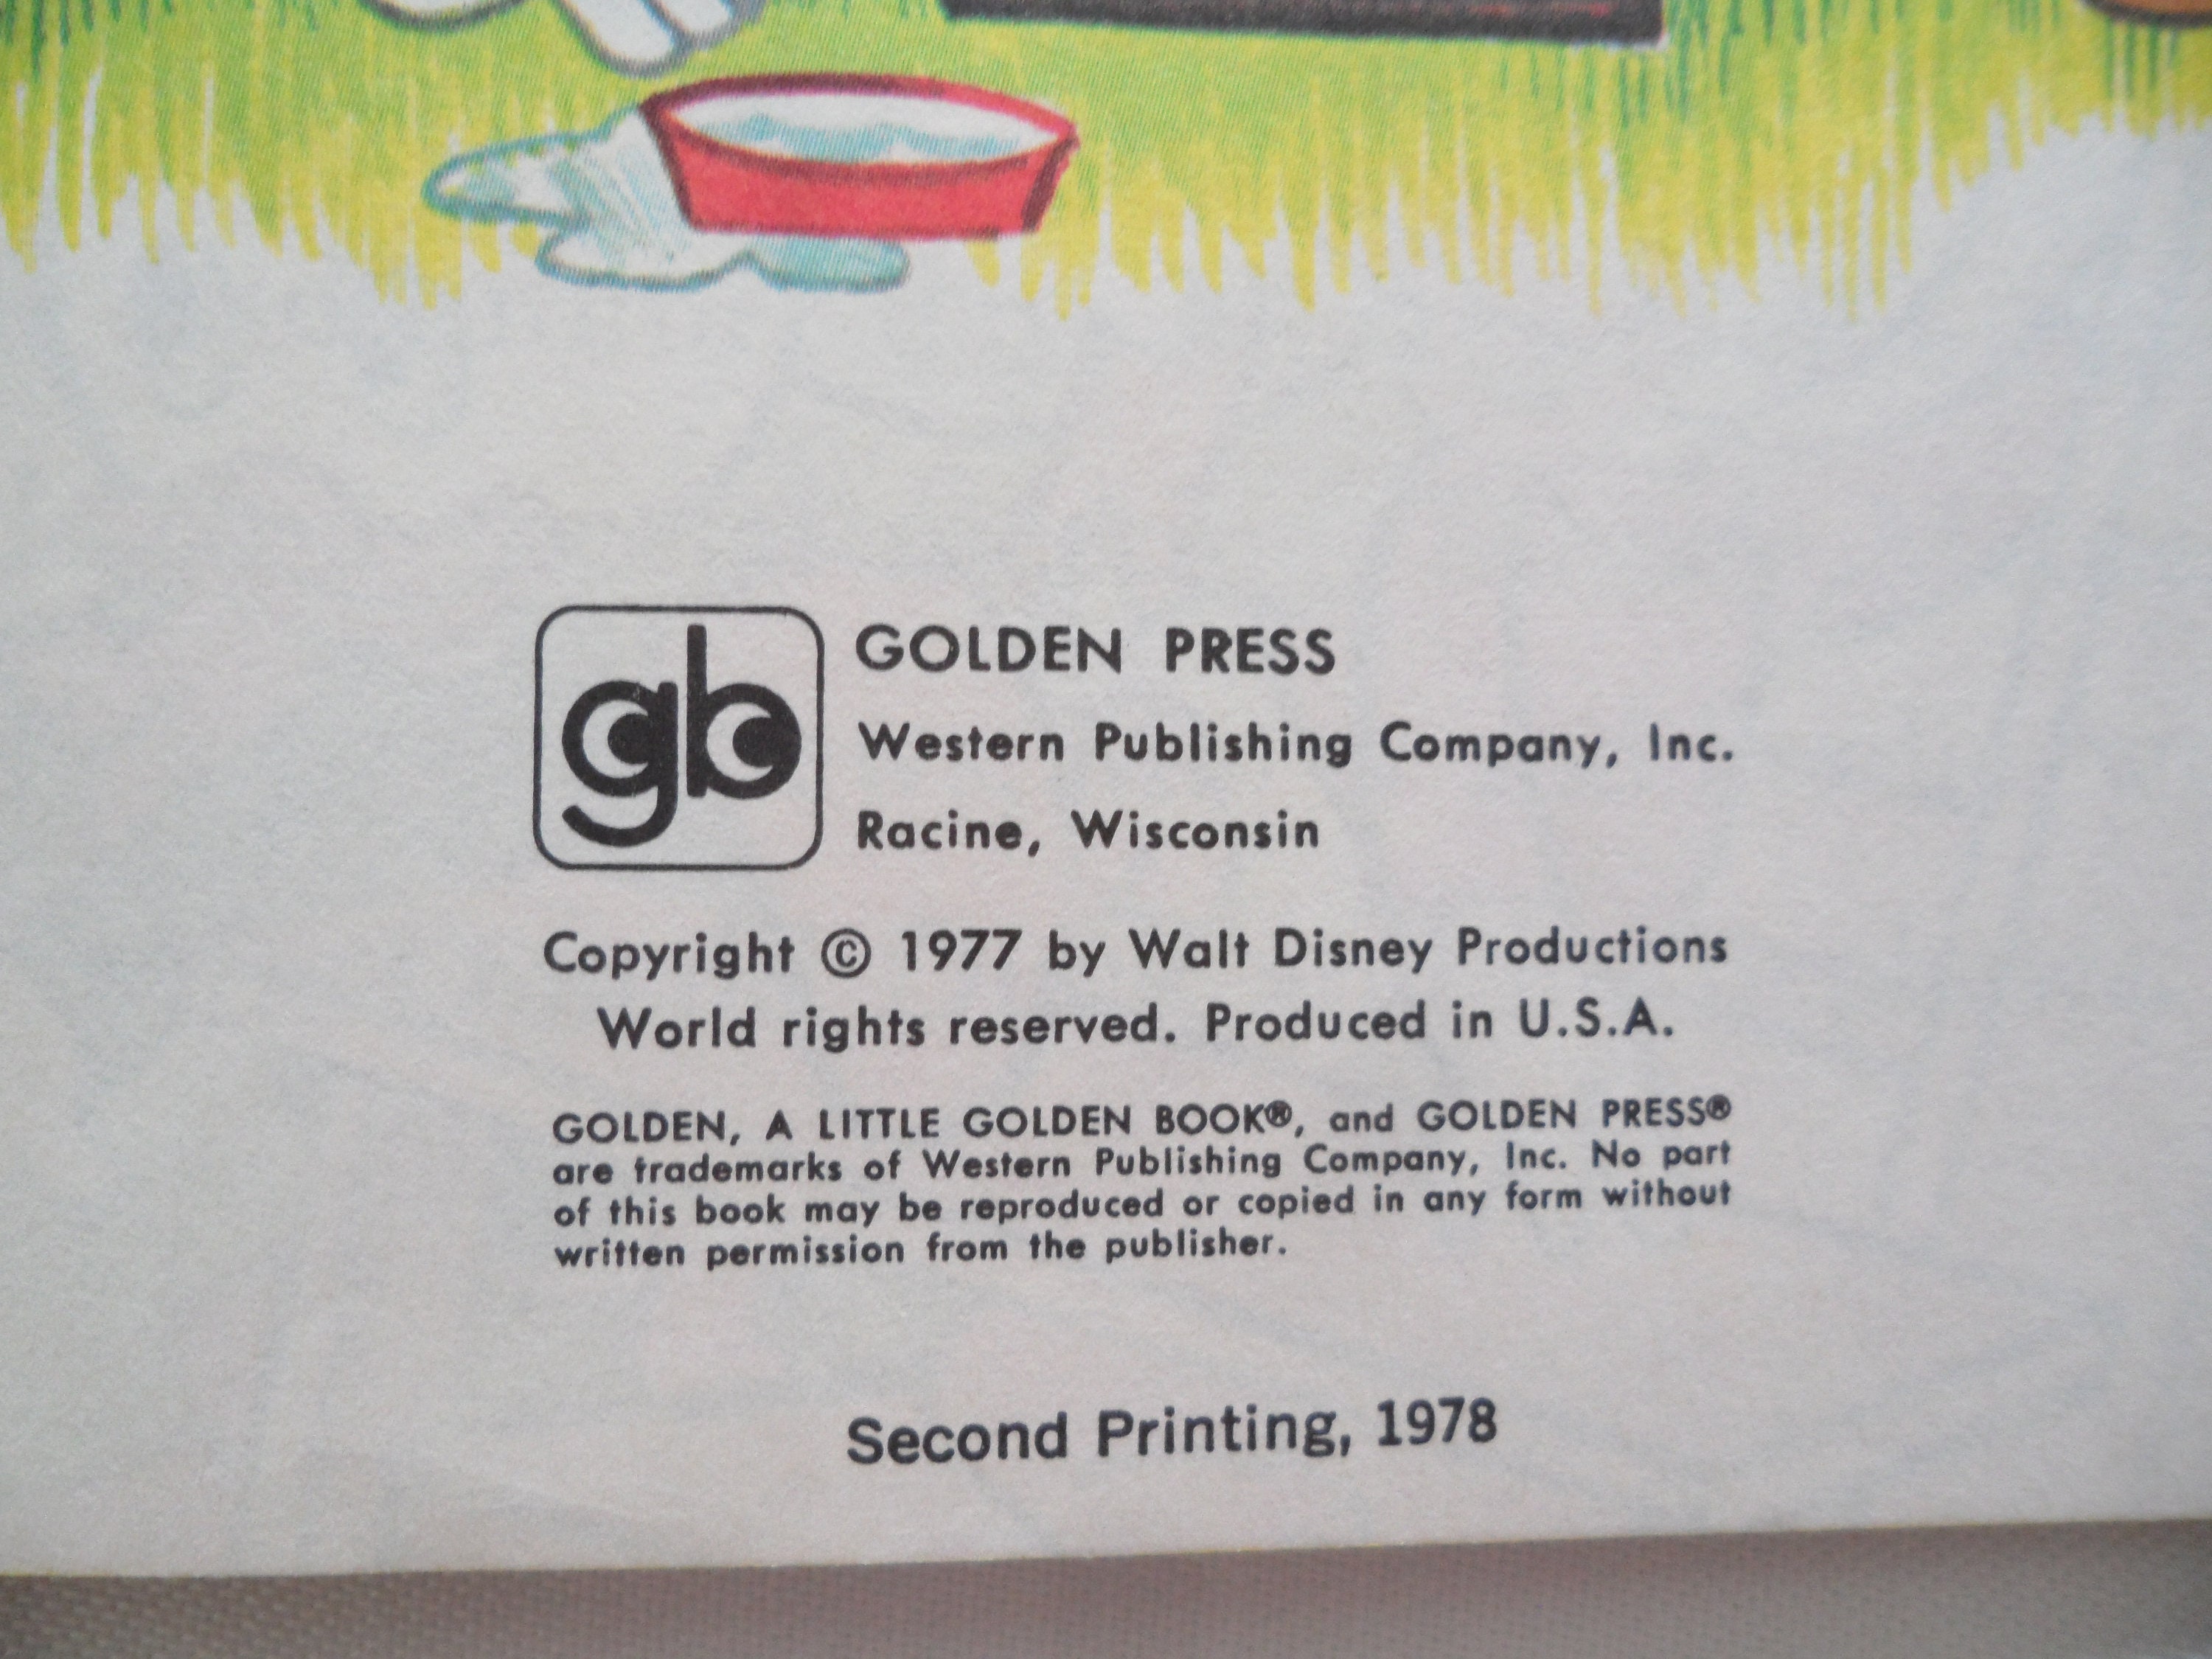 gb
GOLDEN PRESS
Western Publishing Company, Inc.
Racine, Wisconsin
Copyright © 1977 by Walt Disney Productions
World rights reserved. Produced in U.S.A.
GOLDEN, A LITTLE GOLDEN BOOK®, and GOLDEN PRESS®
are trademarks of Western Publishing Company, Inc. No part
of this book may be reproduced or copied in any form without
written permission from the publisher.
Second Printing, 1978